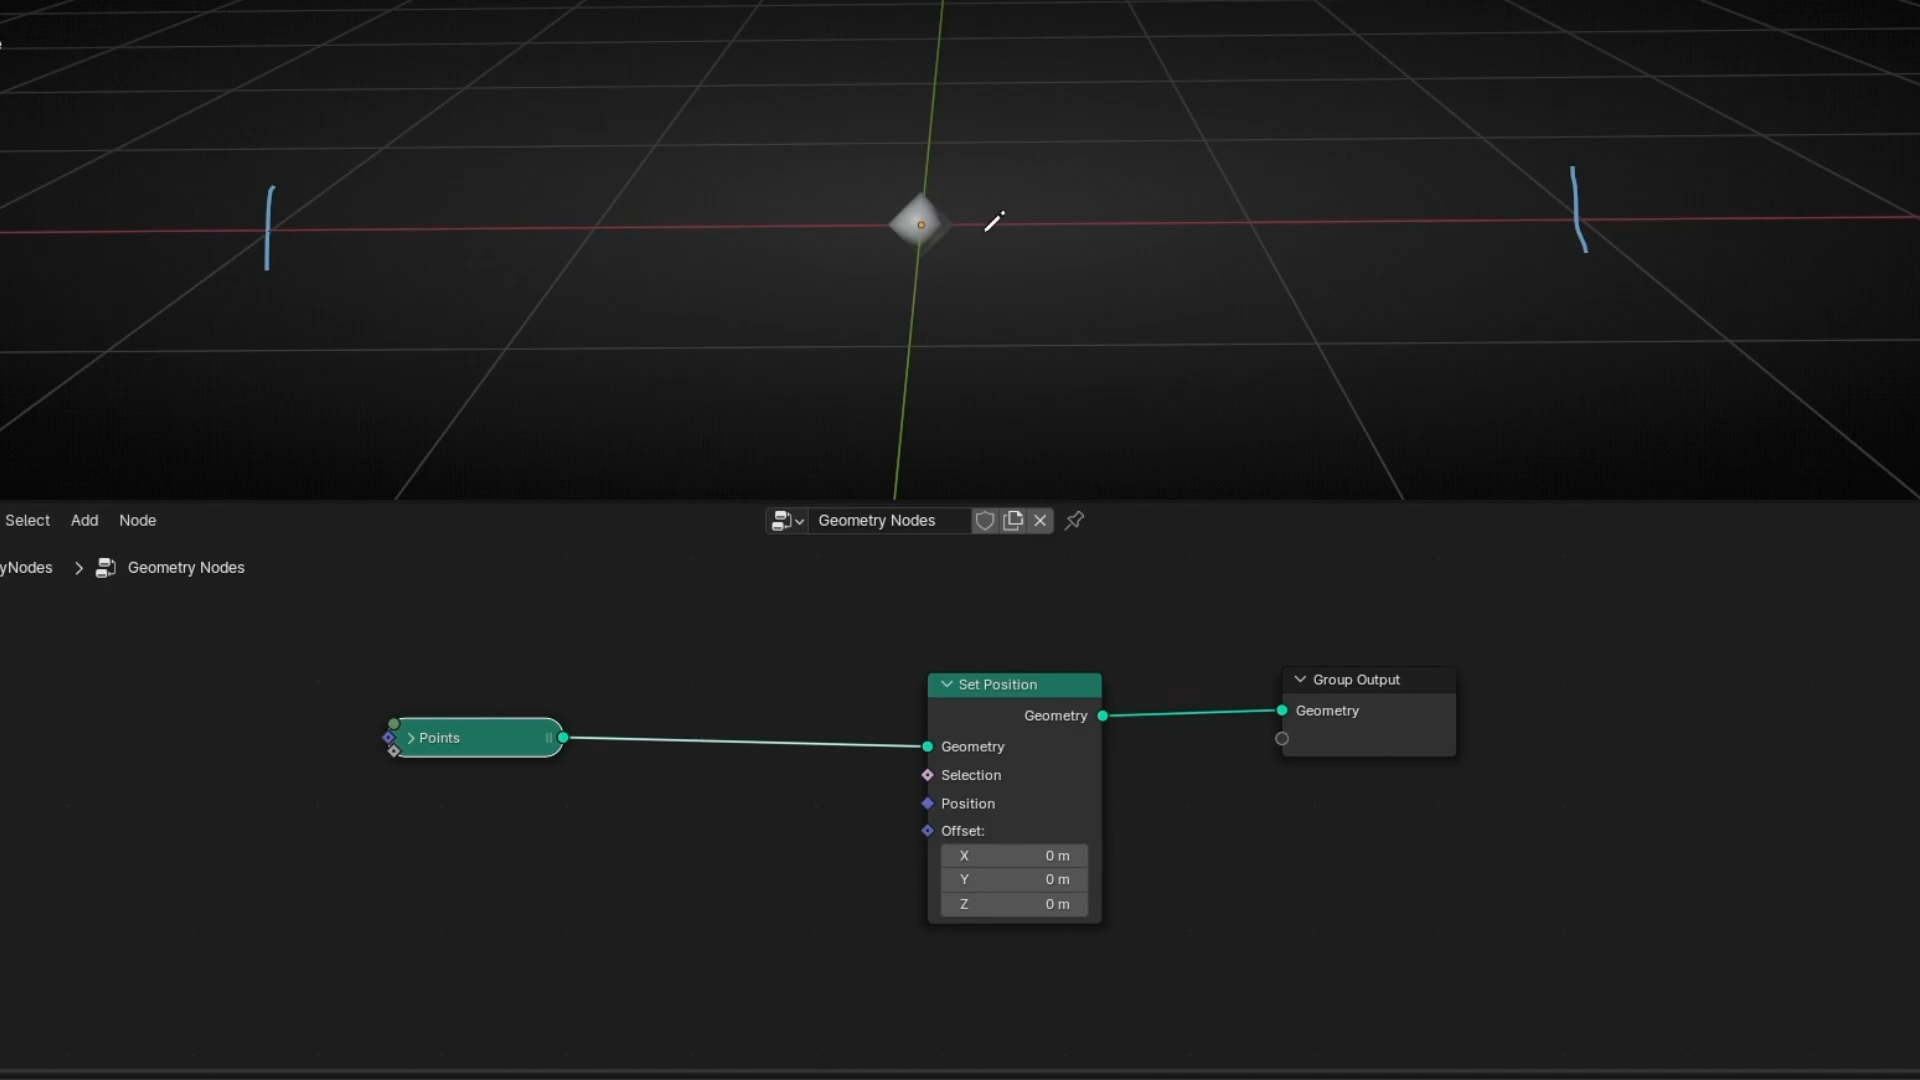 e
Select Add Node
Geometry Nodes
yNodes > Geometry Nodes
Points
Set Position
Geometry
Geometry
Selection
Position
Offset:
X 0 m
Y 0 m
Z 0 m
Group Output
Geometry